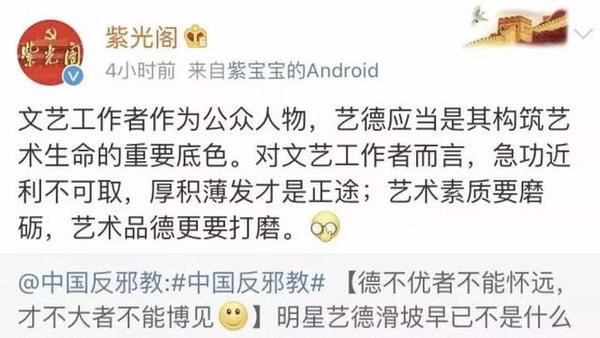 紫光阁
紫光阁
4小时前 来自紫宝宝的Android
文艺工作者作为公众人物，艺德应当是其构筑艺
术生命的重要底色。对文艺工作者而言，急功近
利不可取，厚积薄发才是正途；艺术素质要磨
砺，艺术品德更要打磨。
@中国反邪教:#中国反邪教# 【德不优者不能怀远，
才不大者不能博见】明星艺德滑坡早已不是什么